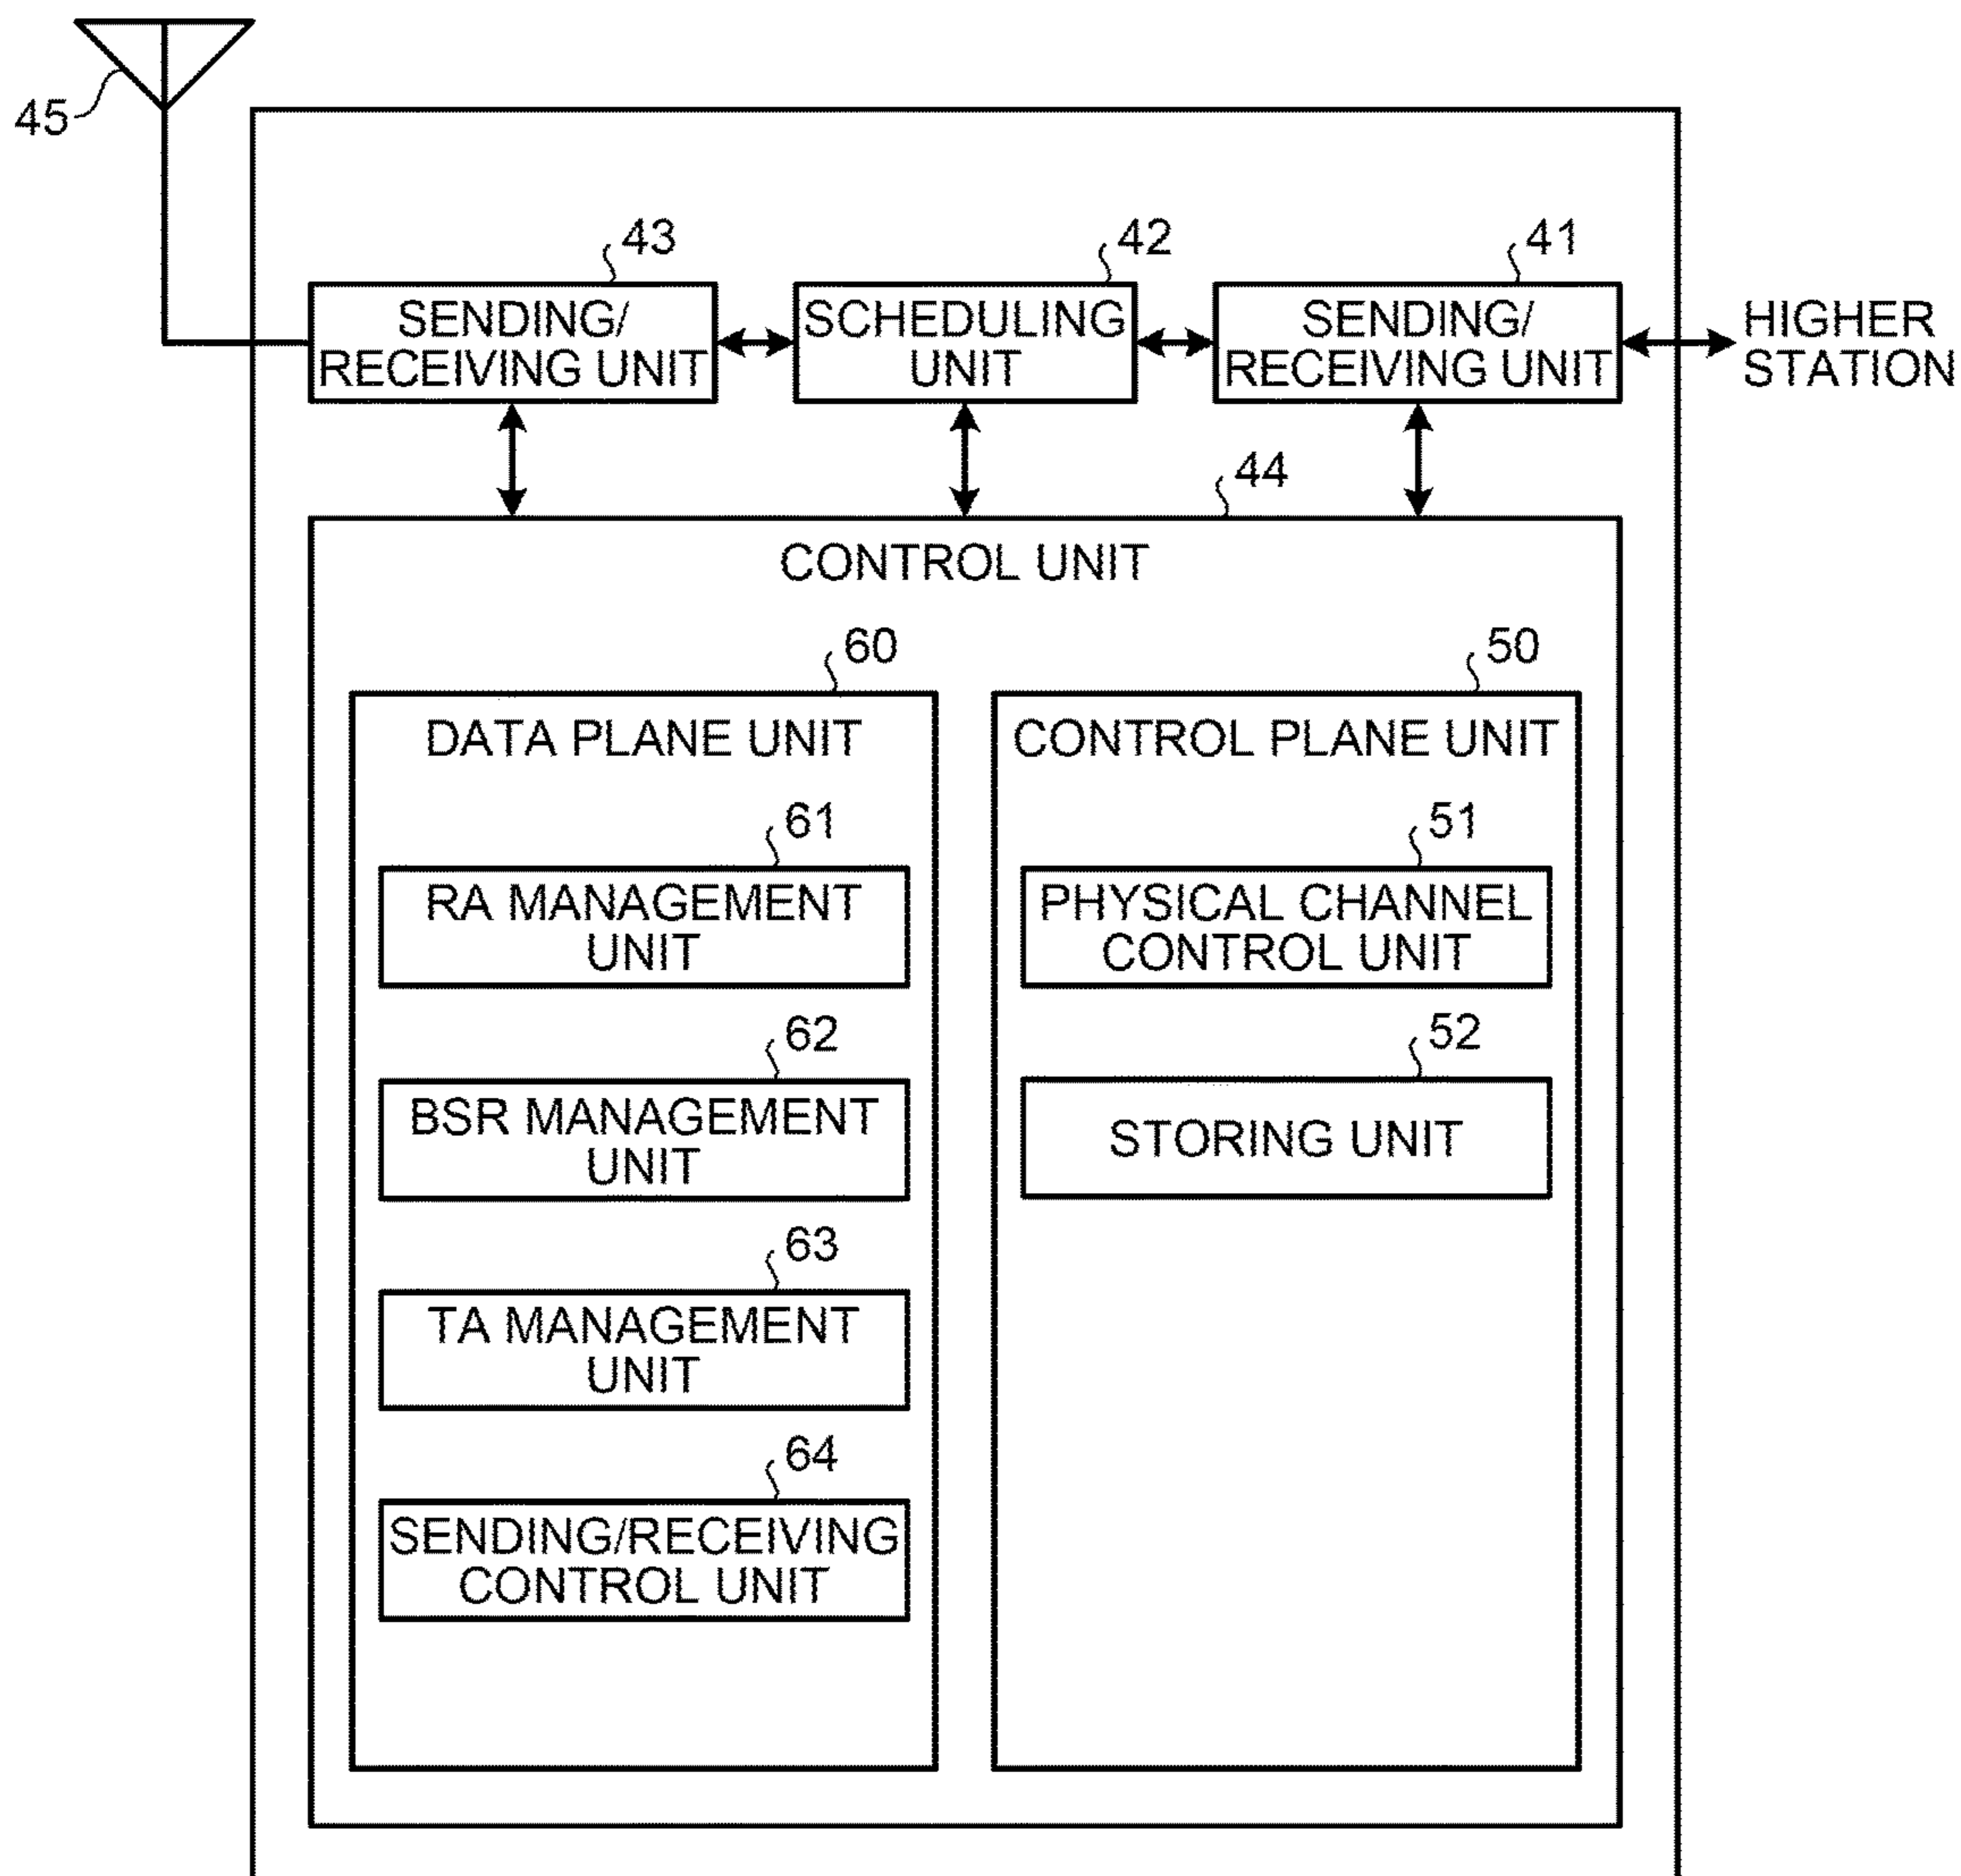 45
43
SENDING/
RECEIVING UNIT
42
SCHEDULING
UNIT
41
SENDING/
RECEIVING UNIT
HIGHER
STATION
44
CONTROL UNIT
60
DATA PLANE UNIT
61
RA MANAGEMENT
UNIT
62
BSR MANAGEMENT
UNIT
63
TA MANAGEMENT
UNIT
64
SENDING/RECEIVING
CONTROL UNIT
50
CONTROL PLANE UNIT
51
PHYSICAL CHANNEL
CONTROL UNIT
52
STORING UNIT